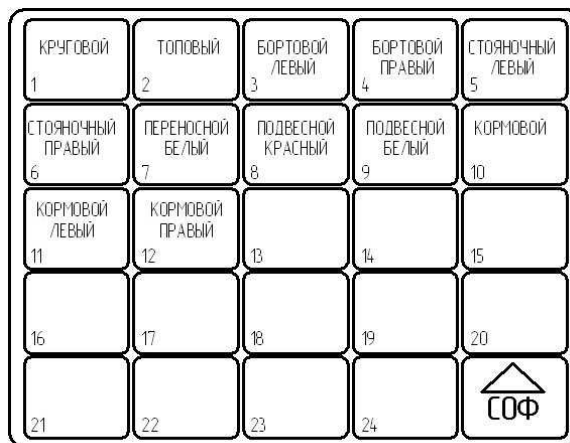 КРУГОВОЙ
1
ТОПОВЫЙ
2
БОРТОВОЙ
ЛЕВЫЙ
3
БОРТОВОЙ
ПРАВЫЙ
4
СТОЯНОЧНЫЙ
ЛЕВЫЙ
5
СТОЯНОЧНЫЙ
ПРАВЫЙ
6
ПЕРЕНОСНОЙ
БЕЛЫЙ
7
ПОДВЕСНОЙ
КРАСНЫЙ
8
ПОДВЕСНОЙ
БЕЛЫЙ
9
КОРМОВОЙ
10
КОРМОВОЙ
ЛЕВЫЙ
11
КОРМОВОЙ
ПРАВЫЙ
12
13
14
15
16
17
18
19
20
21
22
23
24
СОФ